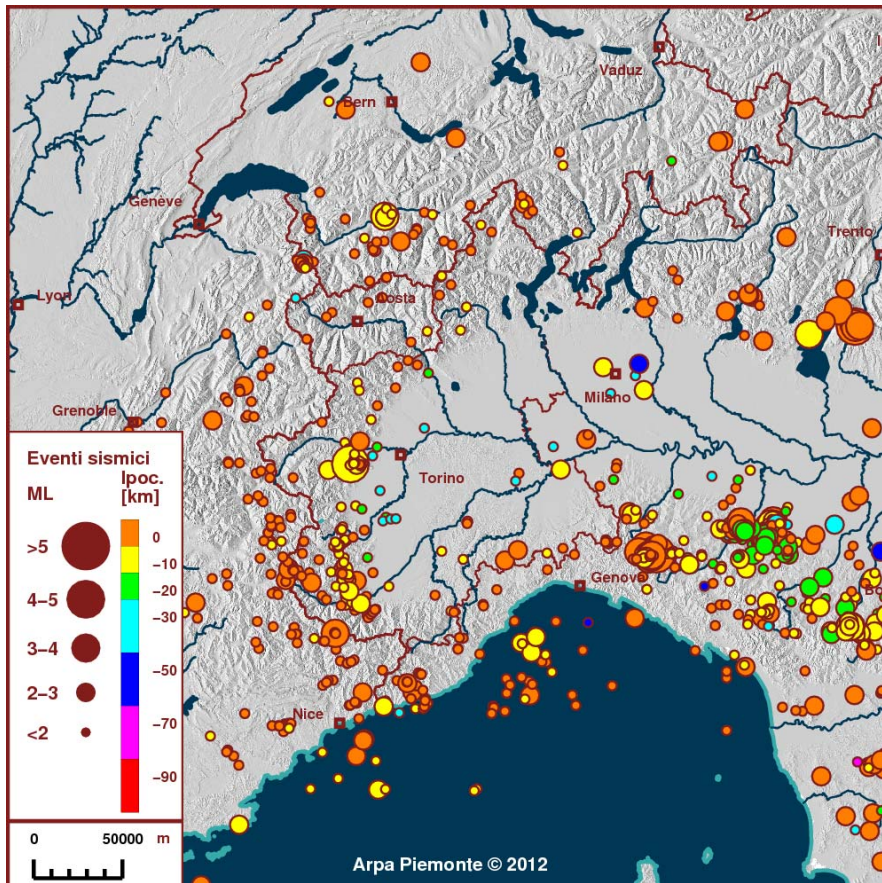 Vaduz
Bern
Genève
Trento
Lyon
Aosta
Milano
Grenoble
Torino
Genova
Nice
Eventi sismici
ML
Ipoc.
[km]
>5
4–5
3–4
2–3
<2
0
−10
−20
−30
−50
−70
−90
0 50000 m
Arpa Piemonte © 2012